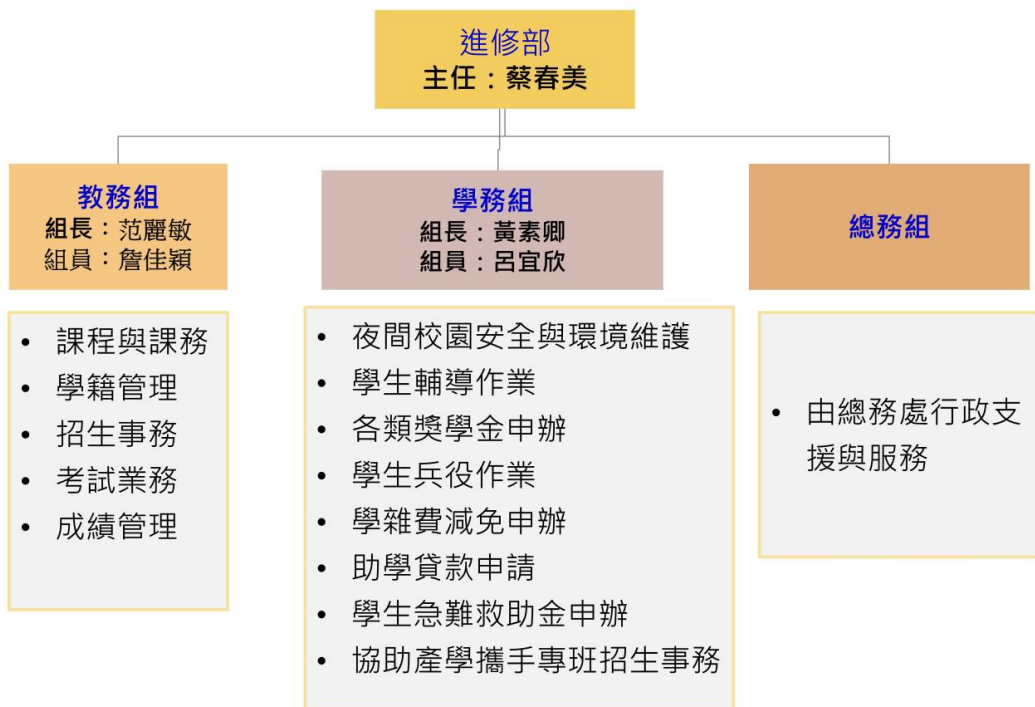 進修部
主任：蔡春美
教務組
組長：范麗敏
組員：詹佳穎
學務組
組長：黃素卿
組員：呂宜欣
總務組
• 課程與課務
• 學籍管理
• 招生事務
• 考試業務
• 成績管理
• 夜間校園安全與環境維護
• 學生輔導作業
• 各類獎學金申辦
• 學生兵役作業
• 學雜費減免申辦
• 助學貸款申請
• 學生急難救助金申辦
• 協助產學攜手專班招生事務
• 由總務處行政支
援與服務